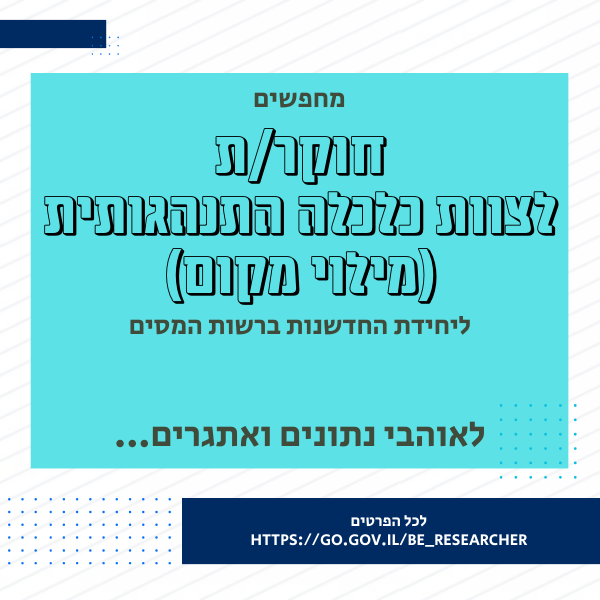 מחפשים
חוקר/ת
לצוות כלכלה התנהגותית
(מילוי מקום)
ליחידת החדשנות ברשות המסים
לאוהבי נתונים ואתגרים...
לכל הפרטים
HTTPS://GO.GOV.IL/BE_RESEARCHER